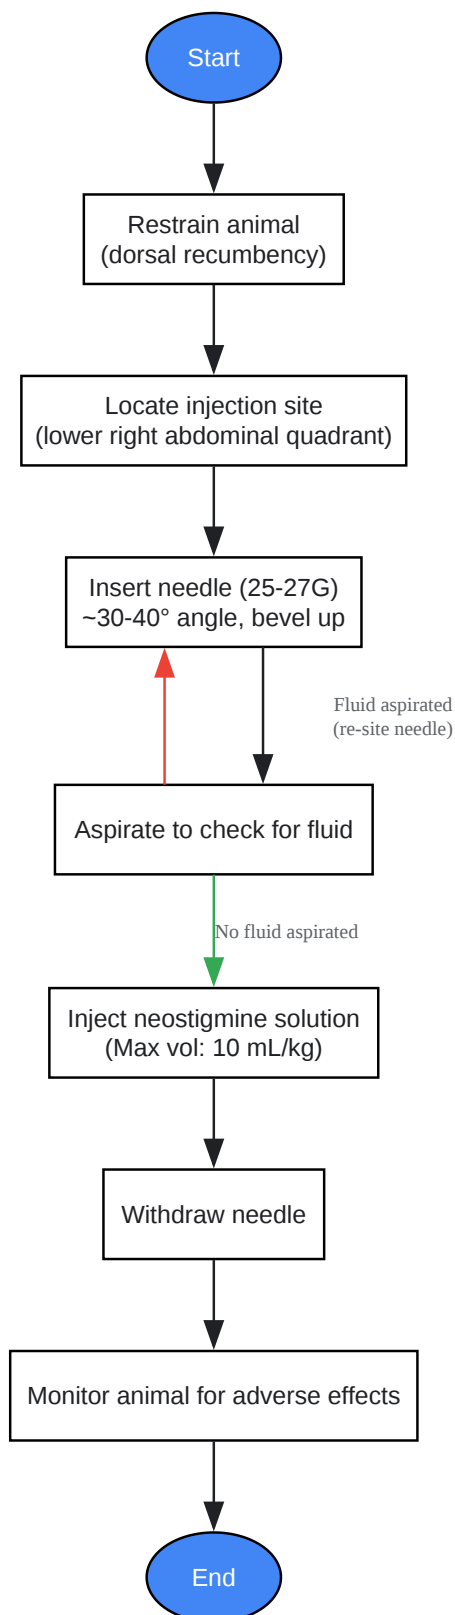 Start
Restrain animal
(dorsal recumbency)
Locate injection site
(lower right abdominal quadrant)
Insert needle (25-27G)
~30-40° angle, bevel up
Fluid aspirated
(re-site needle)
Aspirate to check for fluid
No fluid aspirated
Inject neostigmine solution
(Max vol: 10 mL/kg)
Withdraw needle
Monitor animal for adverse effects
End